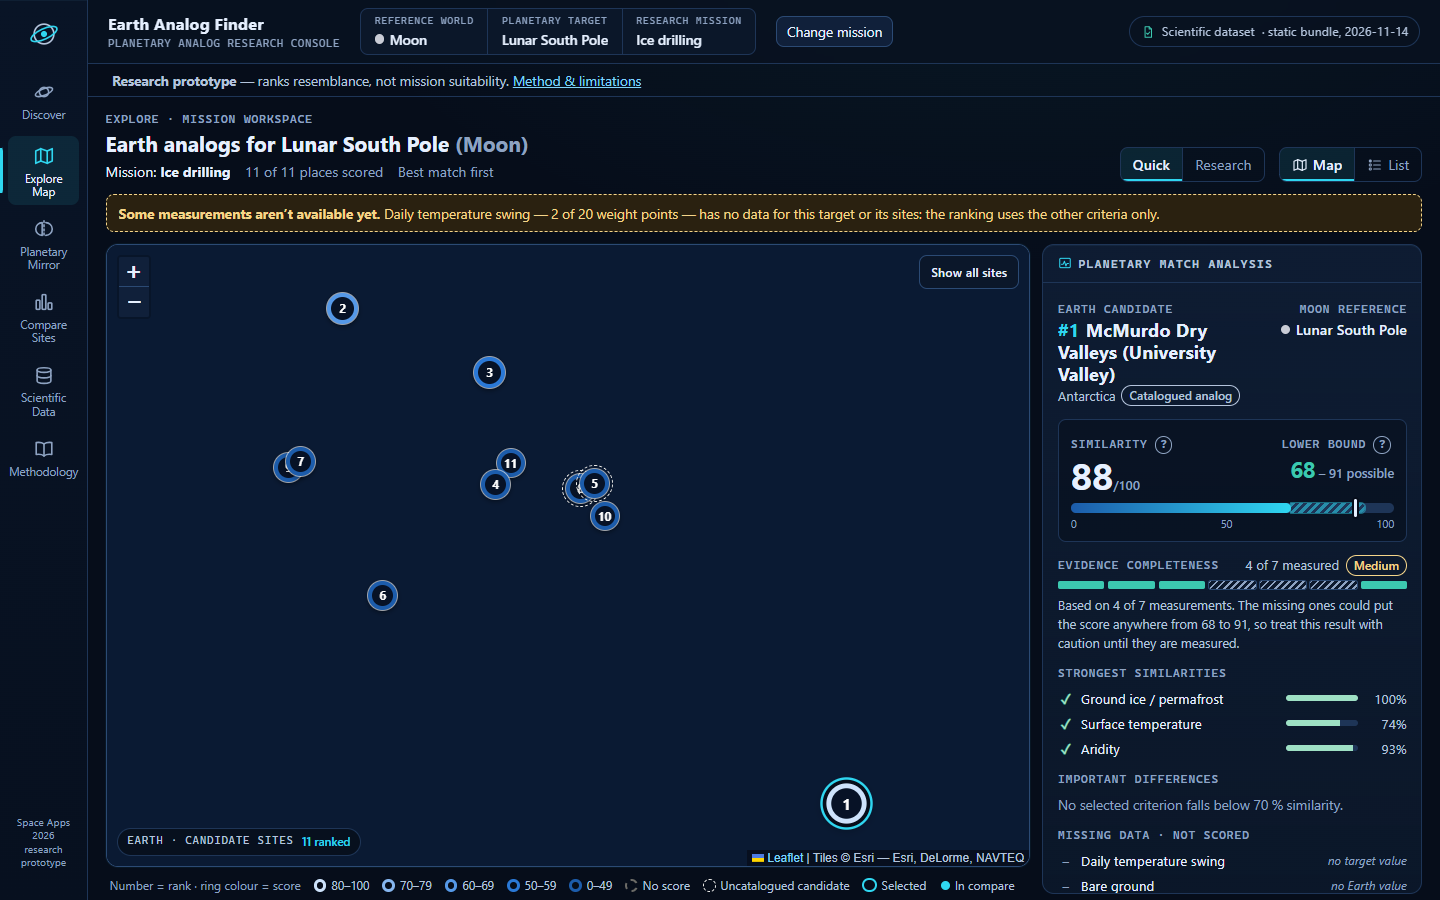 Earth Analog Finder
PLANETARY ANALOG RESEARCH CONSOLE
REFERENCE WORLD
Moon
PLANETARY TARGET
Lunar South Pole
RESEARCH MISSION
Ice drilling
Change mission
Scientific dataset · static bundle, 2026-11-14
Research prototype — ranks resemblance, not mission suitability. Method & limitations
Discover
Explore
Map
Planetary
Mirror
Compare
Sites
Scientific
Data
Methodology
Space Apps
2026
research
prototype
EXPLORE · MISSION WORKSPACE
Earth analogs for Lunar South Pole (Moon)
Mission: Ice drilling 11 of 11 places scored Best match first
Quick Research
Map List
Some measurements aren't available yet. Daily temperature swing — 2 of 20 weight points — has no data for this target or its sites: the ranking uses the other criteria only.
+
−
Show all sites
2
3
7
11
4
5
10
6
1
EARTH · CANDIDATE SITES 11 ranked
Leaflet | Tiles © Esri — Esri, DeLorme, NAVTEQ
Number = rank · ring colour = score 80–100 70–79 60–69 50–59 0–49 No score Uncatalogued candidate Selected In compare
PLANETARY MATCH ANALYSIS
EARTH CANDIDATE
#1 McMurdo Dry
Valleys (University
Valley)
Antarctica Catalogued analog
MOON REFERENCE
Lunar South Pole
SIMILARITY ?
88/100
LOWER BOUND ?
68 – 91 possible
0 50 100
EVIDENCE COMPLETENESS 4 of 7 measured Medium
Based on 4 of 7 measurements. The missing ones could put
the score anywhere from 68 to 91, so treat this result with
caution until they are measured.
STRONGEST SIMILARITIES
✓ Ground ice / permafrost 100%
✓ Surface temperature 74%
✓ Aridity 93%
IMPORTANT DIFFERENCES
No selected criterion falls below 70 % similarity.
MISSING DATA · NOT SCORED
– Daily temperature swing no target value
– Bare ground no Earth value